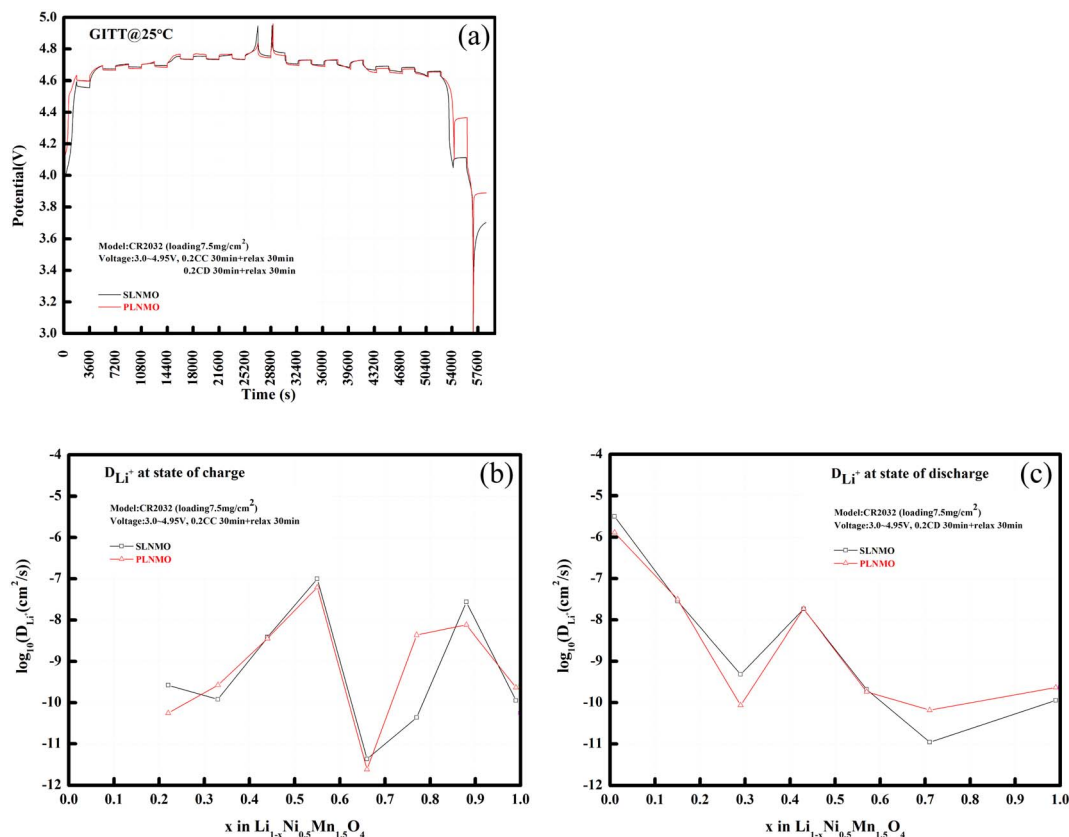 GITT@25°C
(a)
5.0
4.8
4.6
4.4
4.2
4.0
3.8
3.6
3.4
3.2
3.0
Potential(V)
Model:CR2032 (loading7.5mg/cm²)
Voltage:3.0~4.95V, 0.2CC 30min+relax 30min
0.2CD 30min+relax 30min
SLNMO
PLNMO
0 3600 7200 10800 14400 18000 21600 25200 28800 32400 36000 39600 43200 46800 50400 54000 57600
Time (s)
D_Li⁺ at state of charge
(b)
-4
-5
-6
-7
-8
-9
-10
-11
-12
log₁₀(D_Li⁺(cm²/s))
Model:CR2032 (loading7.5mg/cm²)
Voltage:3.0~4.95V, 0.2CC 30min+relax 30min
SLNMO
PLNMO
0.0 0.1 0.2 0.3 0.4 0.5 0.6 0.7 0.8 0.9 1.0
x in Li₁₋ₓNi₀.₅Mn₁.₅O₄
D_Li⁺ at state of discharge
(c)
-4
-5
-6
-7
-8
-9
-10
-11
-12
log₁₀(D_Li⁺(cm²/s))
Model:CR2032 (loading7.5mg/cm²)
Voltage:3.0~4.95V, 0.2CD 30min+relax 30min
SLNMO
PLNMO
0.0 0.1 0.2 0.3 0.4 0.5 0.6 0.7 0.8 0.9 1.0
x in Li₁₋ₓNi₀.₅Mn₁.₅O₄